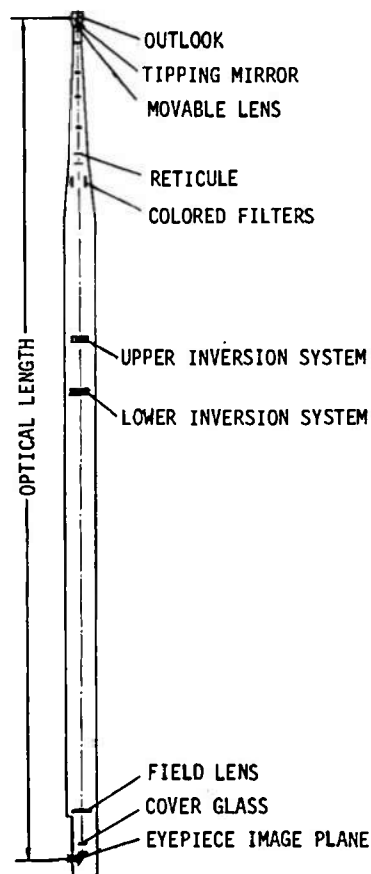 OUTLOOK
TIPPING MIRROR
MOVABLE LENS
RETICULE
COLORED FILTERS
UPPER INVERSION SYSTEM
LOWER INVERSION SYSTEM
OPTICAL LENGTH
FIELD LENS
COVER GLASS
EYEPIECE IMAGE PLANE